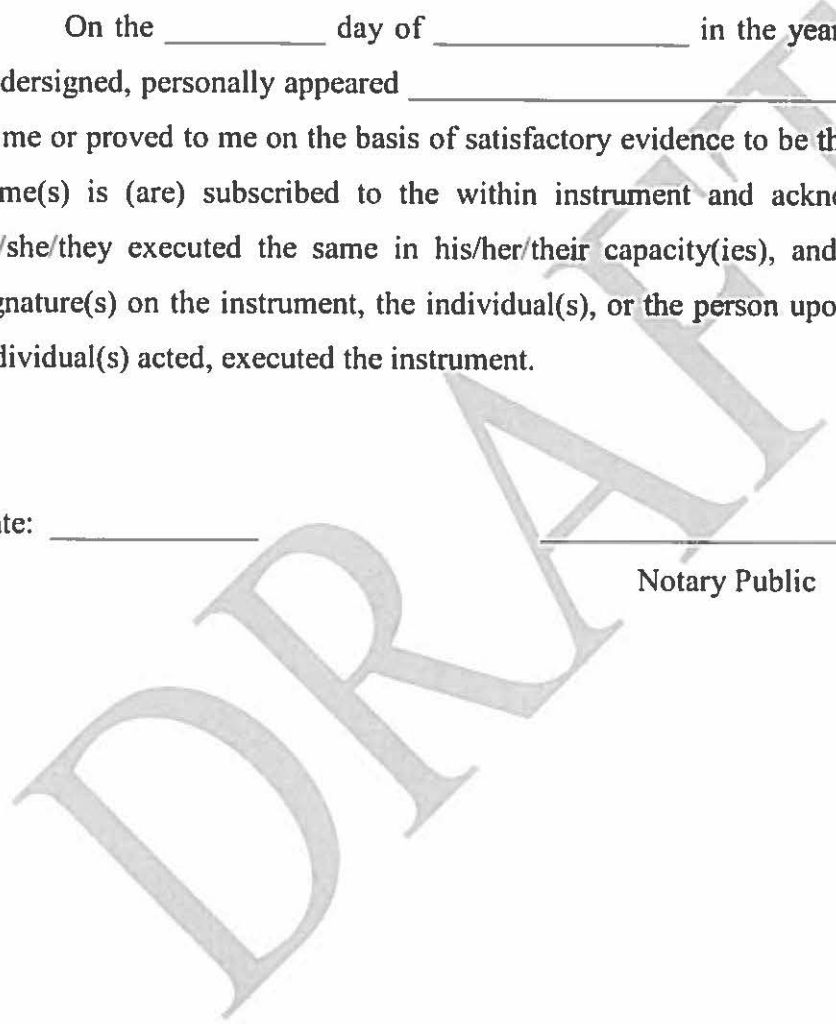 On the __________ day of ________________ in the year
dersigned, personally appeared ___________________________
me or proved to me on the basis of satisfactory evidence to be th
me(s) is (are) subscribed to the within instrument and ackno
/she/they executed the same in his/her/their capacity(ies), and
gnature(s) on the instrument, the individual(s), or the person upo
dividual(s) acted, executed the instrument.
te: _____________
Notary Public
DRAFT